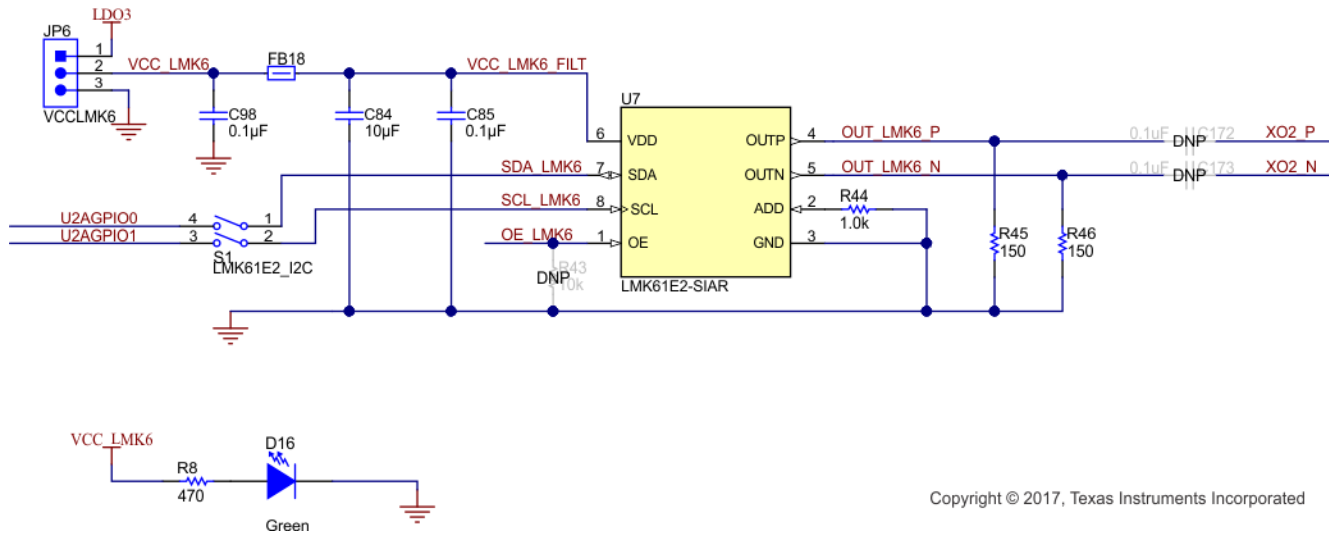 LDO3
JP6
1
2
3
VCCLMK6
VCC_LMK6
FB18
VCC_LMK6_FILT
C98
0.1µF
C84
10µF
C85
0.1µF
U7
6 VDD
7 SDA
8 SCL
1 OE
OUTP 4
OUTN 5
ADD 2
GND 3
LMK61E2-SIAR
SDA_LMK6
SCL_LMK6
OE_LMK6
U2AGPIO0
U2AGPIO1
4 1
3 2
S1
LMK61E2_I2C
R43
10k
DNP
OUT_LMK6_P
OUT_LMK6_N
R44
1.0k
R45
150
R46
150
0.1uF DNP C172
XO2_P
0.1uF DNP C173
XO2_N
VCC_LMK6
R8
470
D16
Green
Copyright © 2017, Texas Instruments Incorporated